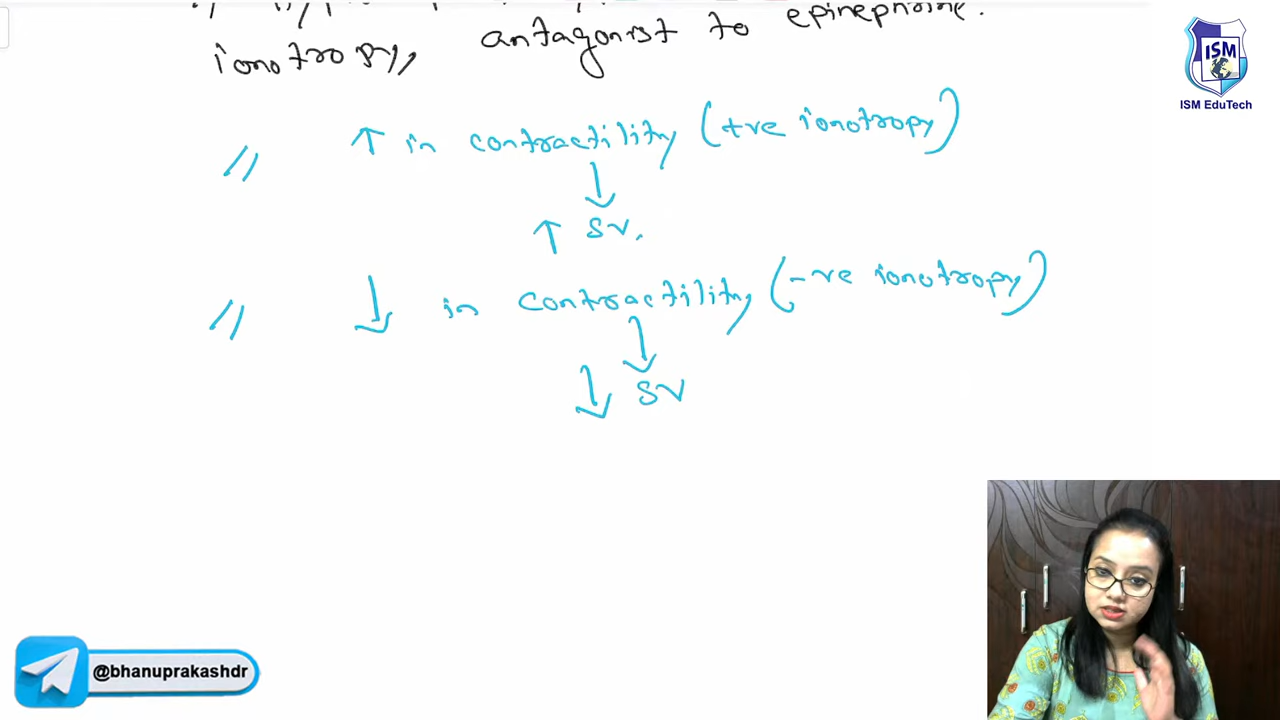 ionotropy, antagonist to epinephrine.
// ↑ in contractility (+ve ionotropy)
↓
↑ SV.
// ↓ in contractility (-ve ionotropy)
↓
↓ SV
ISM
ISM EduTech
@bhanuprakashdr